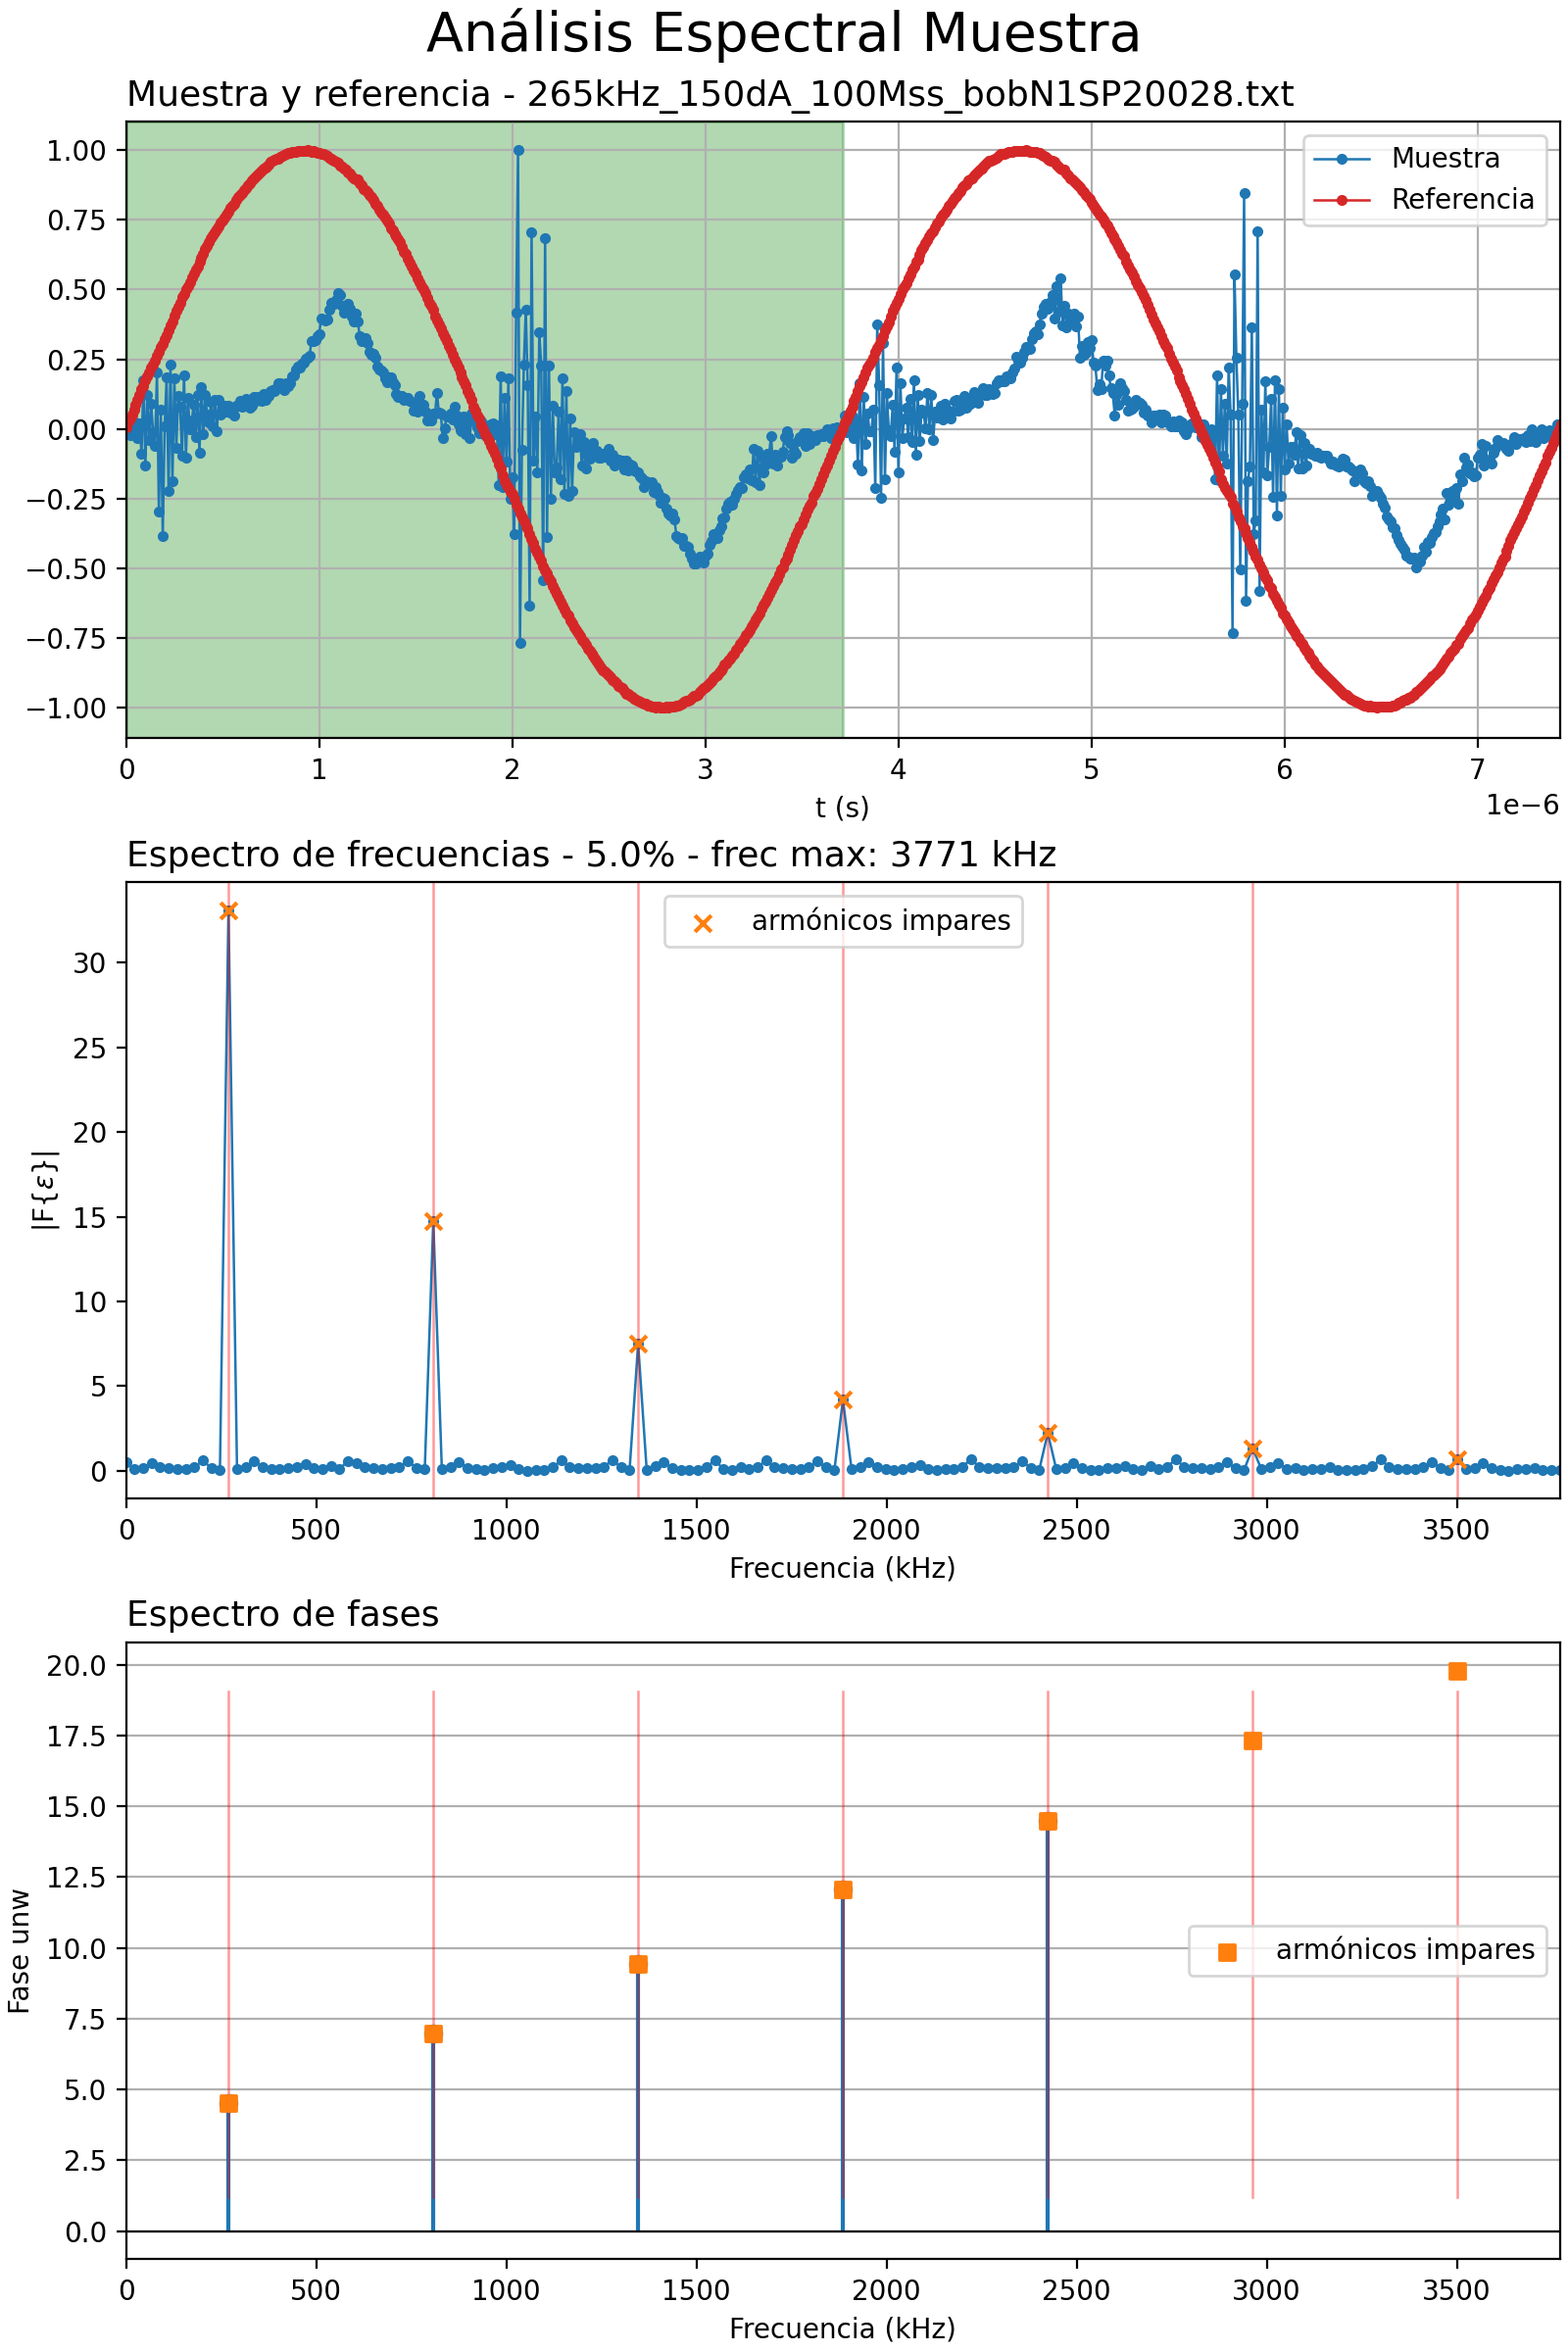 Análisis Espectral Muestra
Muestra y referencia - 265kHz_150dA_100Mss_bobN1SP20028.txt
1.00
0.75
0.50
0.25
0.00
−0.25
−0.50
−0.75
−1.00
Muestra
Referencia
0 1 2 3 4 5 6 7
t (s)
1e−6
Espectro de frecuencias - 5.0% - frec max: 3771 kHz
30
25
20
15
10
5
0
|F{ε}|
armónicos impares
0 500 1000 1500 2000 2500 3000 3500
Frecuencia (kHz)
Espectro de fases
20.0
17.5
15.0
12.5
10.0
7.5
5.0
2.5
0.0
Fase unw
armónicos impares
0 500 1000 1500 2000 2500 3000 3500
Frecuencia (kHz)